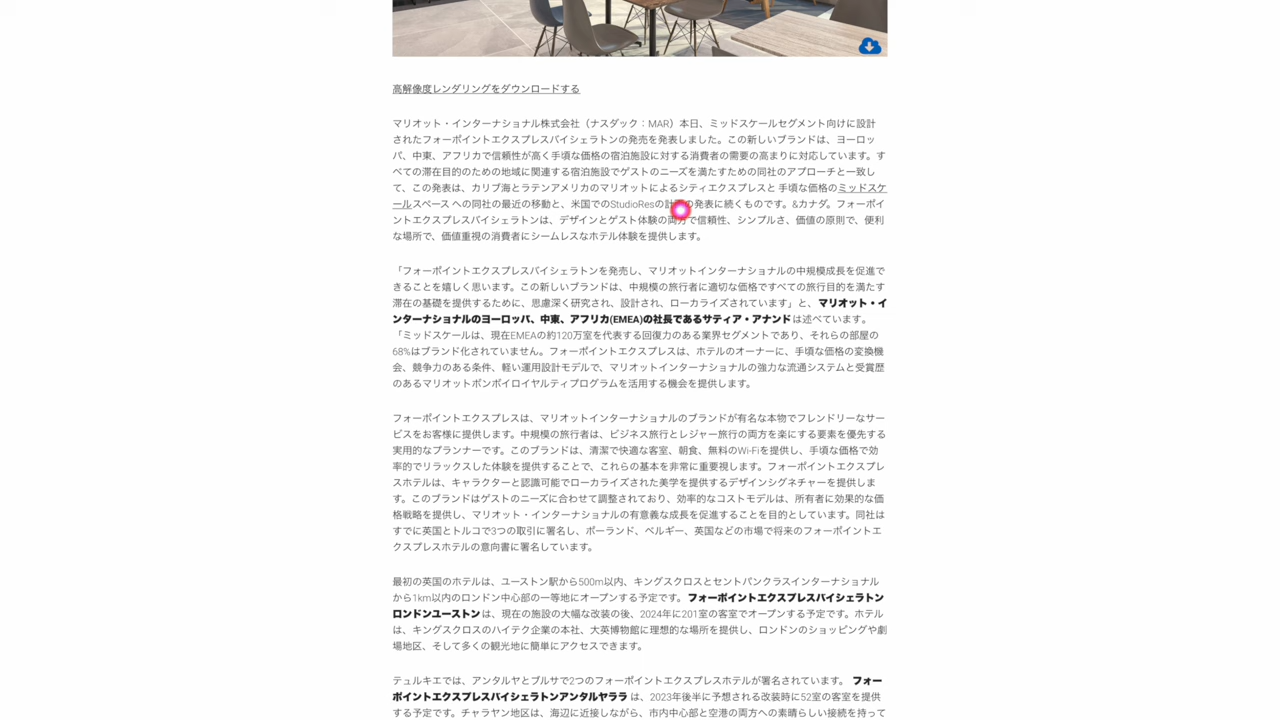 高解像度レンダリングをダウンロードする
マリオット・インターナショナル株式会社（ナスダック：MAR）本日、ミッドスケールセグメント向けに設計
されたフォーポイントエクスプレスバイシェラトンの発売を発表しました。この新しいブランドは、ヨーロッ
パ、中東、アフリカで信頼性が高く手頃な価格の宿泊施設に対する消費者の需要の高まりに対応しています。す
べての滞在目的のための地域に関連する宿泊施設でゲストのニーズを満たすための同社のアプローチと一致し
て、この発表は、カリブ海とラテンアメリカのマリオットによるシティエクスプレスと 手頃な価格のミッドスケ
ールスペース への同社の最近の移動と、米国でのStudioResの計画の発表に続くものです。&カナダ。フォーポイ
ントエクスプレスバイシェラトンは、デザインとゲスト体験の両方で信頼性、シンプルさ、価値の原則で、便利
な場所で、価値重視の消費者にシームレスなホテル体験を提供します。
「フォーポイントエクスプレスバイシェラトンを発売し、マリオットインターナショナルの中規模成長を促進で
きることを嬉しく思います。この新しいブランドは、中規模の旅行者に適切な価格ですべての旅行目的を満たす
滞在の基礎を提供するために、思慮深く研究され、設計され、ローカライズされています」と、マリオット・イ
ンターナショナルのヨーロッパ、中東、アフリカ(EMEA)の社長であるサティア・アナンドは述べています。
「ミッドスケールは、現在EMEAの約120万室を代表する回復力のある業界セグメントであり、それらの部屋の
68%はブランド化されていません。フォーポイントエクスプレスは、ホテルのオーナーに、手頃な価格の変換機
会、競争力のある条件、軽い運用設計モデルで、マリオットインターナショナルの強力な流通システムと受賞歴
のあるマリオットボンボイロイヤルティプログラムを活用する機会を提供します。
フォーポイントエクスプレスは、マリオットインターナショナルのブランドが有名な本物でフレンドリーなサー
ビスをお客様に提供します。中規模の旅行者は、ビジネス旅行とレジャー旅行の両方を楽にする要素を優先する
実用的なプランナーです。このブランドは、清潔で快適な客室、朝食、無料のWi-Fiを提供し、手頃な価格で効
率的でリラックスした体験を提供することで、これらの基本を非常に重要視します。フォーポイントエクスプレ
スホテルは、キャラクターと認識可能でローカライズされた美学を提供するデザインシグネチャーを提供しま
す。このブランドはゲストのニーズに合わせて調整されており、効率的なコストモデルは、所有者に効果的な価
格戦略を提供し、マリオット・インターナショナルの有意義な成長を促進することを目的としています。同社は
すでに英国とトルコで3つの取引に署名し、ポーランド、ベルギー、英国などの市場で将来のフォーポイントエ
クスプレスホテルの意向書に署名しています。
最初の英国のホテルは、ユーストン駅から500m以内、キングスクロスとセントパンクラスインターナショナル
から1km以内のロンドン中心部の一等地にオープンする予定です。フォーポイントエクスプレスバイシェラトン
ロンドンユーストンは、現在の施設の大幅な改装の後、2024年に201室の客室でオープンする予定です。ホテル
は、キングスクロスのハイテク企業の本社、大英博物館に理想的な場所を提供し、ロンドンのショッピングや劇
場地区、そして多くの観光地に簡単にアクセスできます。
テュルキエでは、アンタルヤとブルサで2つのフォーポイントエクスプレスホテルが署名されています。 フォー
ポイントエクスプレスバイシェラトンアンタルヤララ は、2023年後半に予想される改装時に52室の客室を提供
する予定です。チャラヤン地区は、海辺に近接しながら、市内中心部と空港の両方への素晴らしい接続を持って